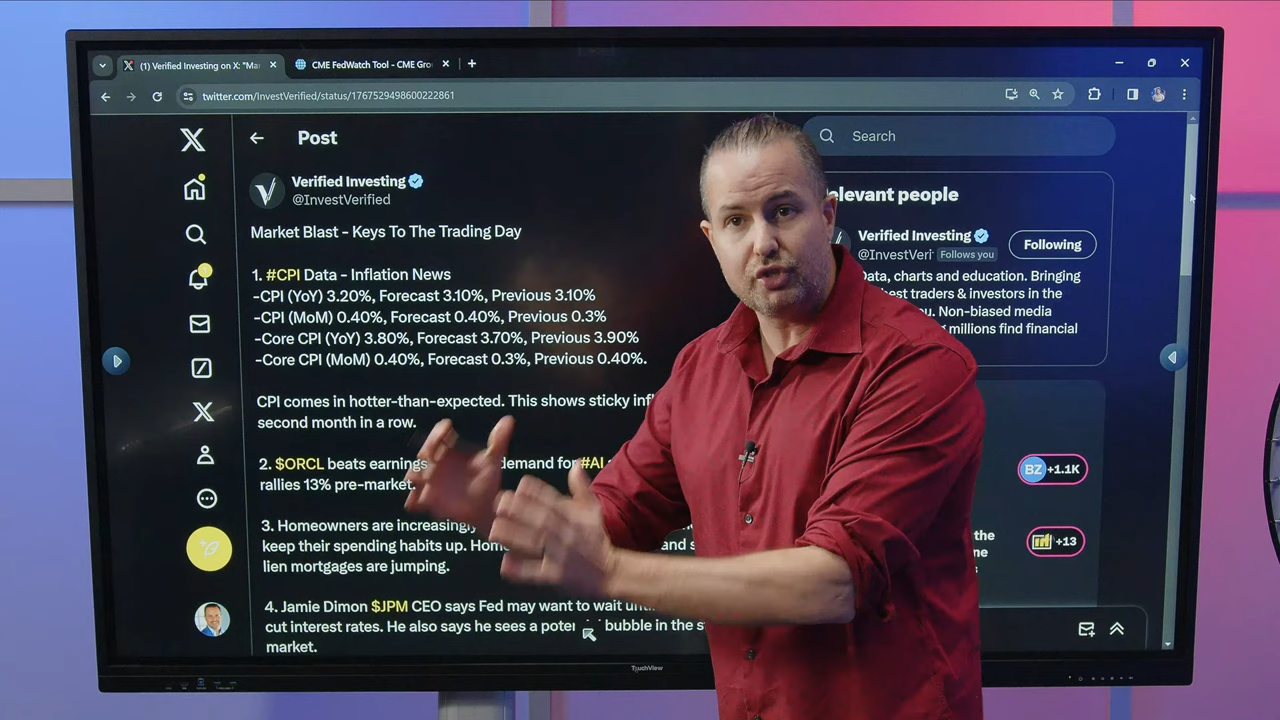 (1) Verified Investing on X: "Ma
CME FedWatch Tool - CME Gro
twitter.com/InvestVerified/status/1767529498600222861
Post
Search
Verified Investing
@InvestVerified
Market Blast - Keys To The Trading Day
1. #CPI Data - Inflation News
-CPI (YoY) 3.20%, Forecast 3.10%, Previous 3.10%
-CPI (MoM) 0.40%, Forecast 0.40%, Previous 0.3%
-Core CPI (YoY) 3.80%, Forecast 3.70%, Previous 3.90%
-Core CPI (MoM) 0.40%, Forecast 0.3%, Previous 0.40%.
CPI comes in hotter-than-expected. This shows sticky infl
second month in a row.
2. $ORCL beats earnings demand for #AI
rallies 13% pre-market.
3. Homeowners are increasingly
keep their spending habits up. Hom and s
lien mortgages are jumping.
4. Jamie Dimon $JPM CEO says Fed may want to wait unti
cut interest rates. He also says he sees a poten bubble in the s
market.
elevant people
Verified Investing
@InvestVeri Follows you
Following
Data, charts and education. Bringing
best traders & investors in the
ou. Non-biased media
g millions find financial
BZ +1.1K
the
ne
+13
TouchView